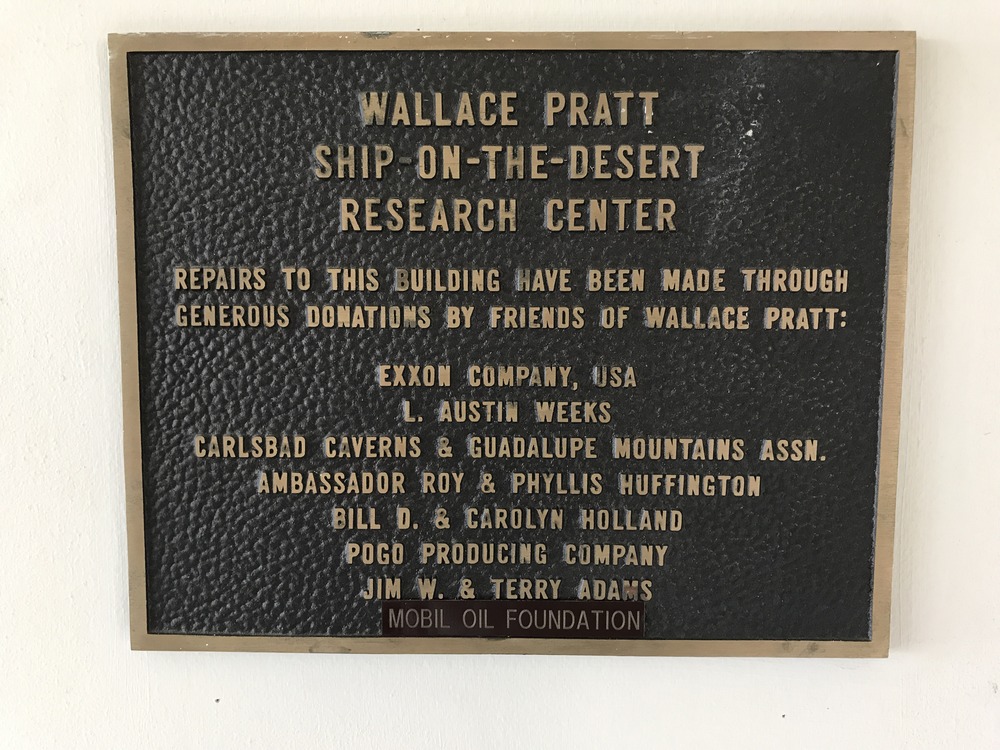 WALLACE PRATT
SHIP-ON-THE-DESERT
RESEARCH CENTER
REPAIRS TO THIS BUILDING HAVE BEEN MADE THROUGH
GENEROUS DONATIONS BY FRIENDS OF WALLACE PRATT:
EXXON COMPANY, USA
L. AUSTIN WEEKS
CARLSBAD CAVERNS & GUADALUPE MOUNTAINS ASSN.
AMBASSADOR ROY & PHYLLIS HUFFINGTON
BILL D. & CAROLYN HOLLAND
POGO PRODUCING COMPANY
JIM W. & TERRY ADAMS
MOBIL OIL FOUNDATION